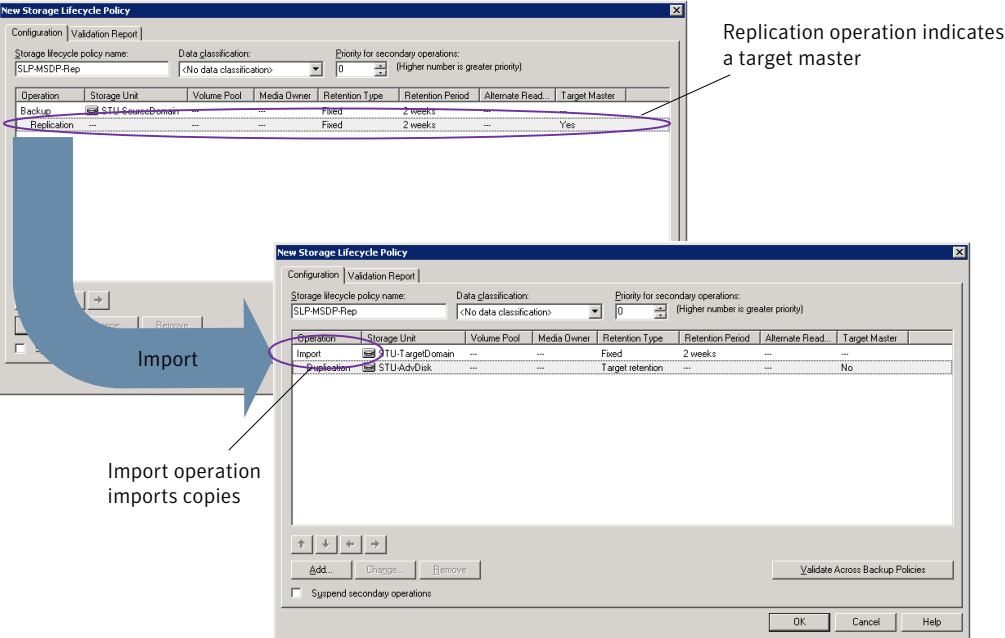 New Storage Lifecycle Policy
Configuration Validation Report
Storage lifecycle policy name: Data classification: Priority for secondary operations:
SLP-MSDP-Rep <No data classification> 0 (Higher number is greater priority)
Operation Storage Unit Volume Pool Media Owner Retention Type Retention Period Alternate Read... Target Master
Backup STU-SourceDomain --- --- Fixed 2 weeks --- ---
Replication --- --- --- Fixed 2 weeks --- Yes
Replication operation indicates
a target master
Remove
Import
New Storage Lifecycle Policy
Configuration Validation Report
Storage lifecycle policy name: Data classification: Priority for secondary operations:
SLP-MSDP-Rep <No data classification> 0 (Higher number is greater priority)
Operation Storage Unit Volume Pool Media Owner Retention Type Retention Period Alternate Read... Target Master
Import STU-TargetDomain --- --- Fixed 2 weeks --- ---
Duplication STU-AdvDisk --- --- Target retention --- --- No
Import operation
imports copies
Add... Change... Remove Validate Across Backup Policies
Suspend secondary operations
OK Cancel Help